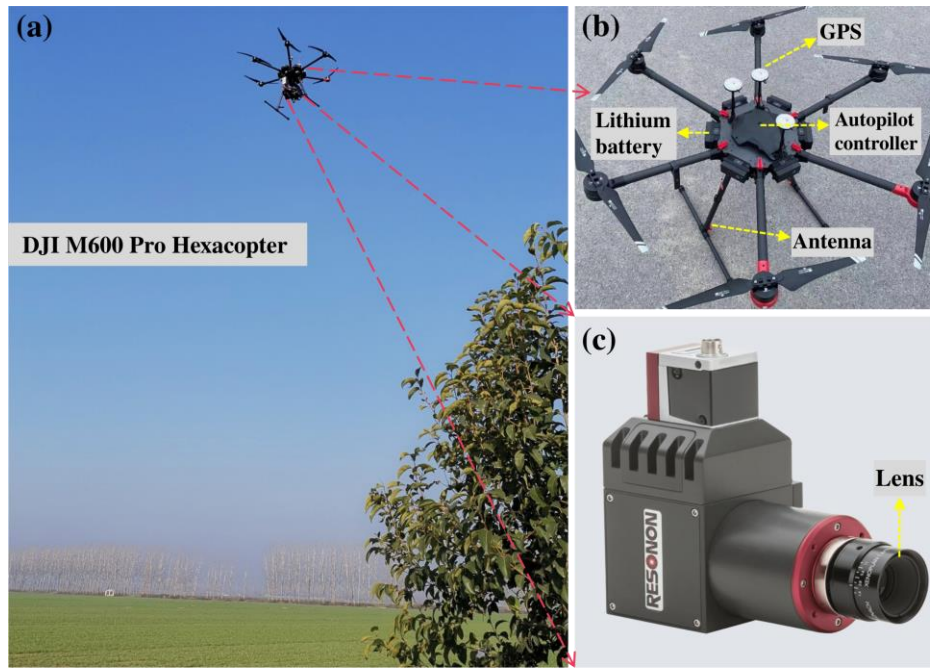 (a)
DJI M600 Pro Hexacopter
(b)
GPS
Lithium
battery
Autopilot
controller
Antenna
(c)
Lens
RESONON